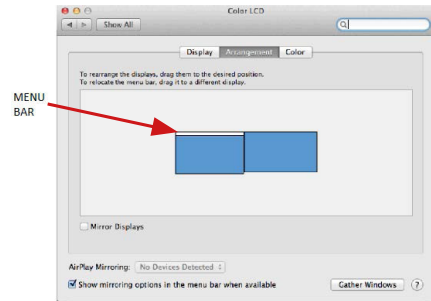 Color LCD
Show All
Display Arrangement Color
To rearrange the displays, drag them to the desired position.
To relocate the menu bar, drag it to a different display.
MENU
BAR
Mirror Displays
AirPlay Mirroring: No Devices Detected
Show mirroring options in the menu bar when available
Gather Windows ?